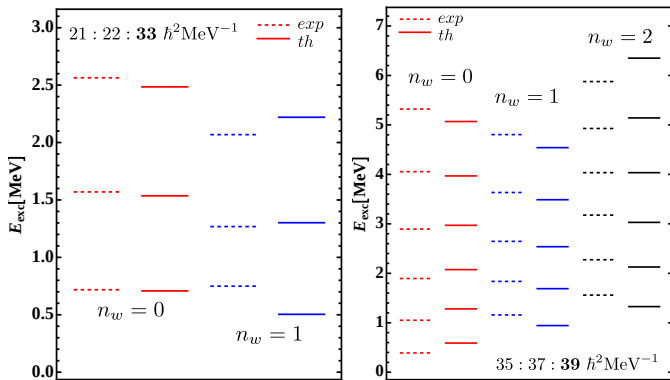 21 : 22 : 33 ℏ²MeV⁻¹
exp
th
3.0
2.5
2.0
1.5
1.0
0.5
0.0
E_exc[MeV]
n_w = 0
n_w = 1
exp
th
7
6
5
4
3
2
1
0
E_exc[MeV]
n_w = 0
n_w = 1
n_w = 2
35 : 37 : 39 ℏ²MeV⁻¹